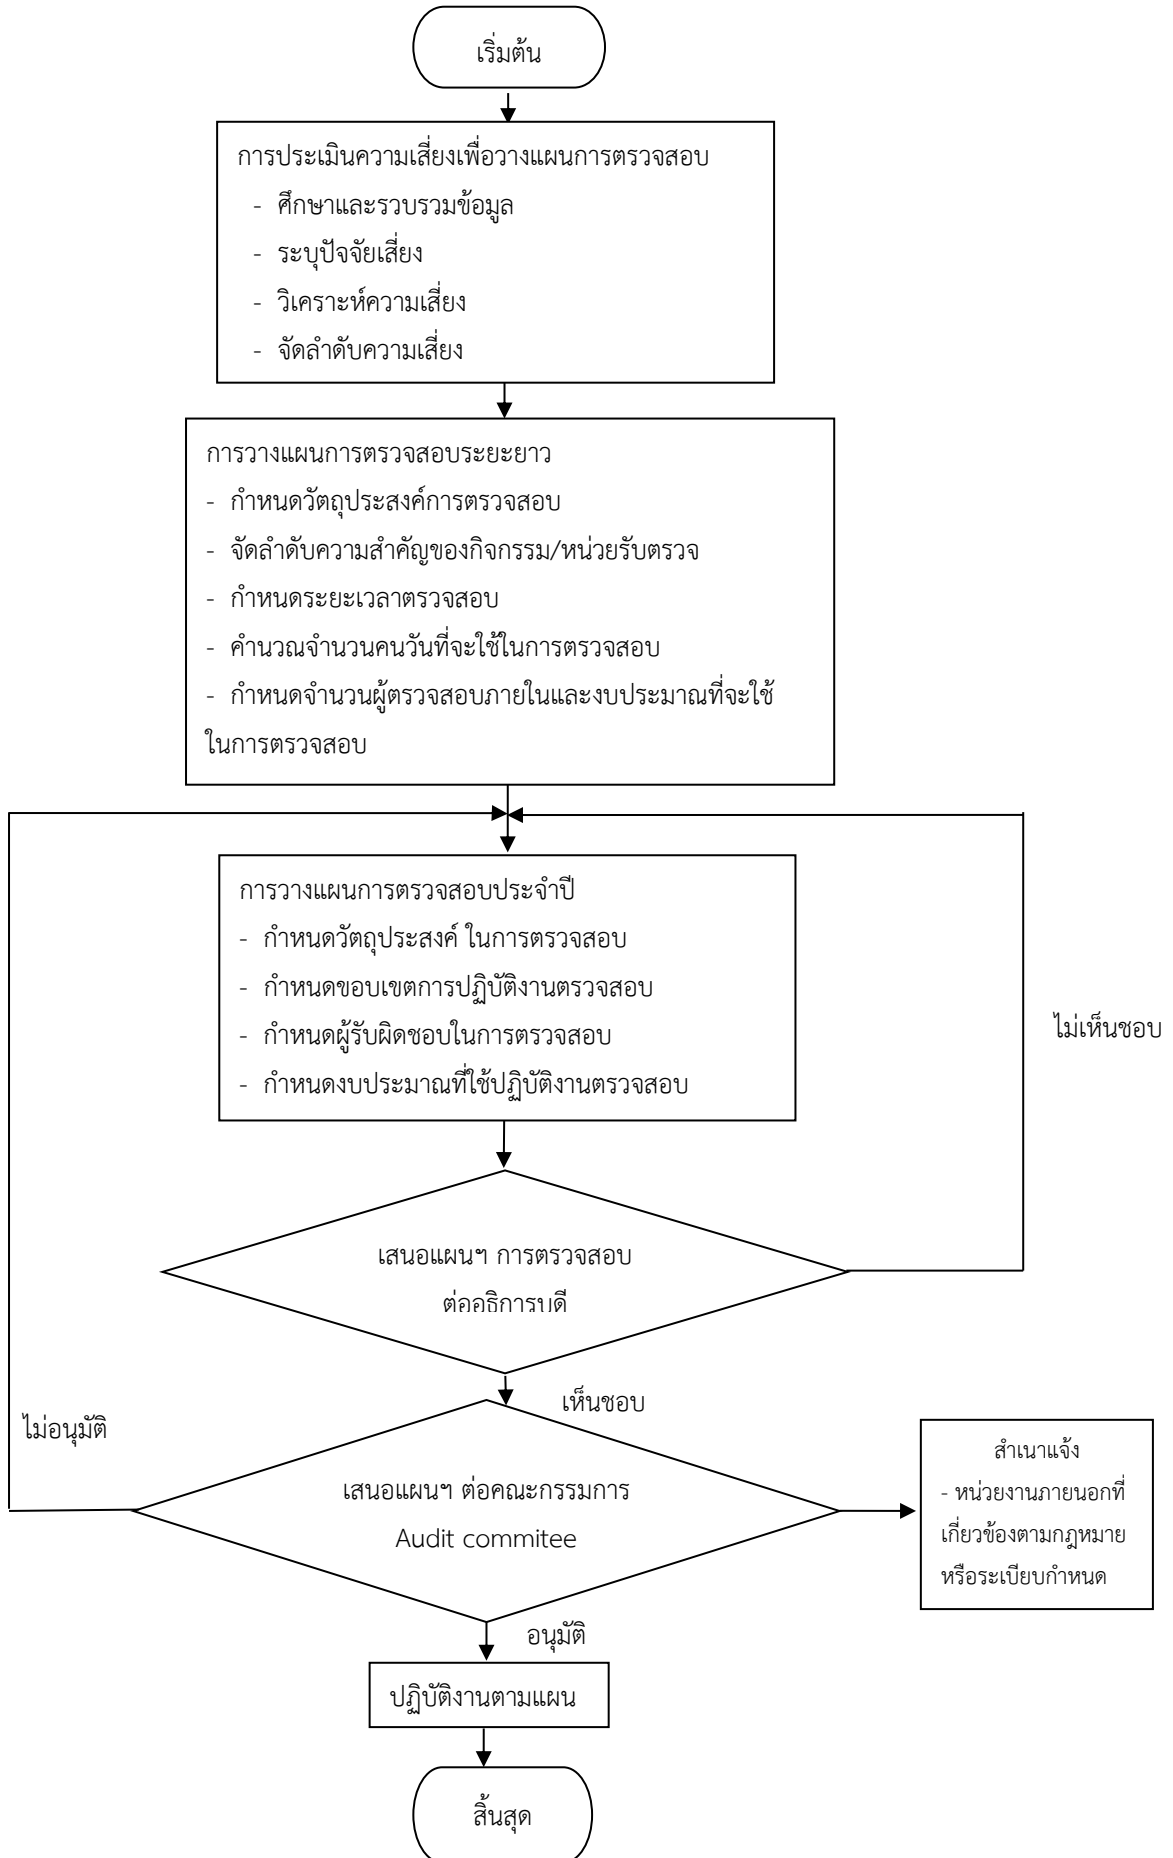 เริ่มต้น
การประเมินความเสี่ยงเพื่อวางแผนการตรวจสอบ
- ศึกษาและรวบรวมข้อมูล
- ระบุปัจจัยเสี่ยง
- วิเคราะห์ความเสี่ยง
- จัดลำดับความเสี่ยง
การวางแผนการตรวจสอบระยะยาว
- กำหนดวัตถุประสงค์การตรวจสอบ
- จัดลำดับความสำคัญของกิจกรรม/หน่วยรับตรวจ
- กำหนดระยะเวลาตรวจสอบ
- คำนวณจำนวนคนวันที่จะใช้ในการตรวจสอบ
- กำหนดจำนวนผู้ตรวจสอบภายในและงบประมาณที่จะใช้
ในการตรวจสอบ
การวางแผนการตรวจสอบประจำปี
- กำหนดวัตถุประสงค์ ในการตรวจสอบ
- กำหนดขอบเขตการปฏิบัติงานตรวจสอบ
- กำหนดผู้รับผิดชอบในการตรวจสอบ
- กำหนดงบประมาณที่ใช้ปฏิบัติงานตรวจสอบ
ไม่เห็นชอบ
เสนอแผนฯ การตรวจสอบ
ต่ออธิการบดี
เห็นชอบ
ไม่อนุมัติ
เสนอแผนฯ ต่อคณะกรรมการ
Audit commitee
สำเนาแจ้ง
- หน่วยงานภายนอกที่
เกี่ยวข้องตามกฎหมาย
หรือระเบียบกำหนด
อนุมัติ
ปฏิบัติงานตามแผน
สิ้นสุด